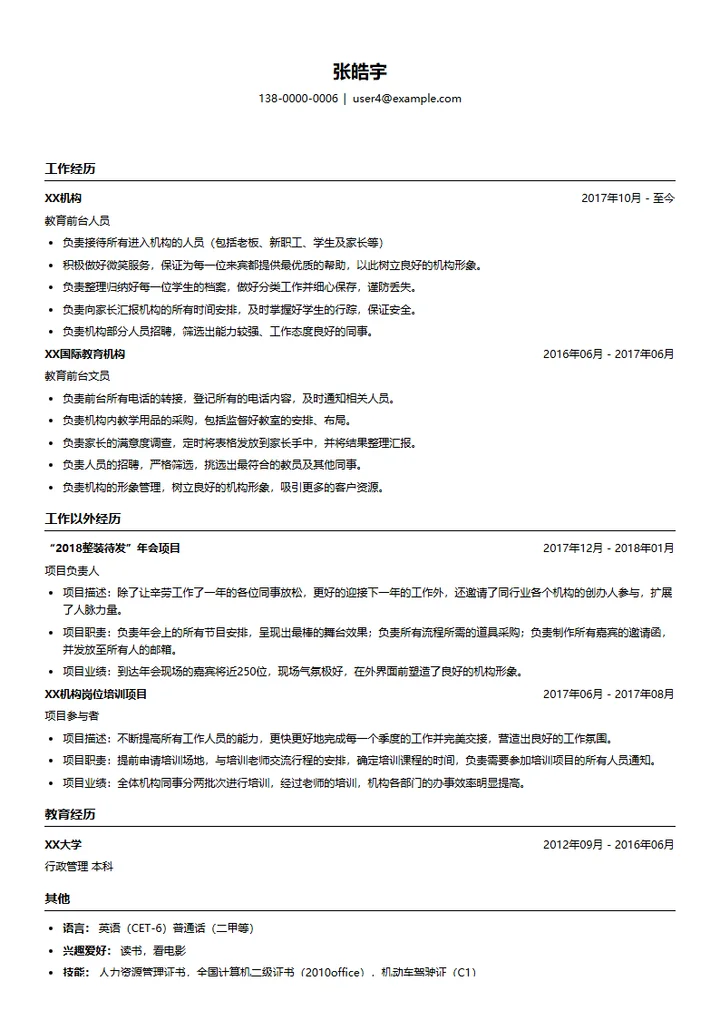 张皓宇
138-0000-0006 | user4@example.com
工作经历
XX机构 2017年10月 - 至今
教育前台人员
• 负责接待所有进入机构的人员（包括老板、新职工、学生及家长等）
• 积极做好微笑服务，保证为每一位来宾都提供最优质的帮助，以此树立良好的机构形象。
• 负责整理归纳好每一位学生的档案，做好分类工作并细心保存，谨防丢失。
• 负责向家长汇报机构的所有时间安排，及时掌握好学生的行踪，保证安全。
• 负责机构部分人员招聘，筛选出能力较强、工作态度良好的同事。
XX国际教育机构 2016年06月 - 2017年06月
教育前台文员
• 负责前台所有电话的转接，登记所有的电话内容，及时通知相关人员。
• 负责机构内教学用品的采购，包括监督好教室的安排、布局。
• 负责家长的满意度调查，定时将表格发放到家长手中，并将结果整理汇报。
• 负责人员的招聘，严格筛选，挑选出最符合的教员及其他同事。
• 负责机构的形象管理，树立良好的机构形象，吸引更多的客户资源。
工作以外经历
“2018整装待发”年会项目 2017年12月 - 2018年01月
项目负责人
• 项目描述：除了让辛劳工作了一年的各位同事放松，更好的迎接下一年的工作外，还邀请了同行业各个机构的创办人参与，扩展
了人脉力量。
• 项目职责：负责年会上的所有节目安排，呈现出最棒的舞台效果；负责所有流程所需的道具采购；负责制作所有嘉宾的邀请函，
并发放至所有人的邮箱。
• 项目业绩：到达年会现场的嘉宾将近250位，现场气氛极好，在外界面前塑造了良好的机构形象。
XX机构岗位培训项目 2017年06月 - 2017年08月
项目参与者
• 项目描述：不断提高所有工作人员的能力，更快更好地完成每一个季度的工作并完美交接，营造出良好的工作氛围。
• 项目职责：提前申请培训场地，与培训老师交流行程的安排，确定培训课程的时间，负责需要参加培训项目的所有人员通知。
• 项目业绩：全体机构同事分两批次进行培训，经过老师的培训，机构各部门的办事效率明显提高。
教育经历
XX大学 2012年09月 - 2016年06月
行政管理 本科
其他
• 语言： 英语（CET-6）普通话（二甲等）
• 兴趣爱好： 读书，看电影
• 技能： 人力资源管理证书，全国计算机二级证书（2010office），机动车驾驶证（C1）